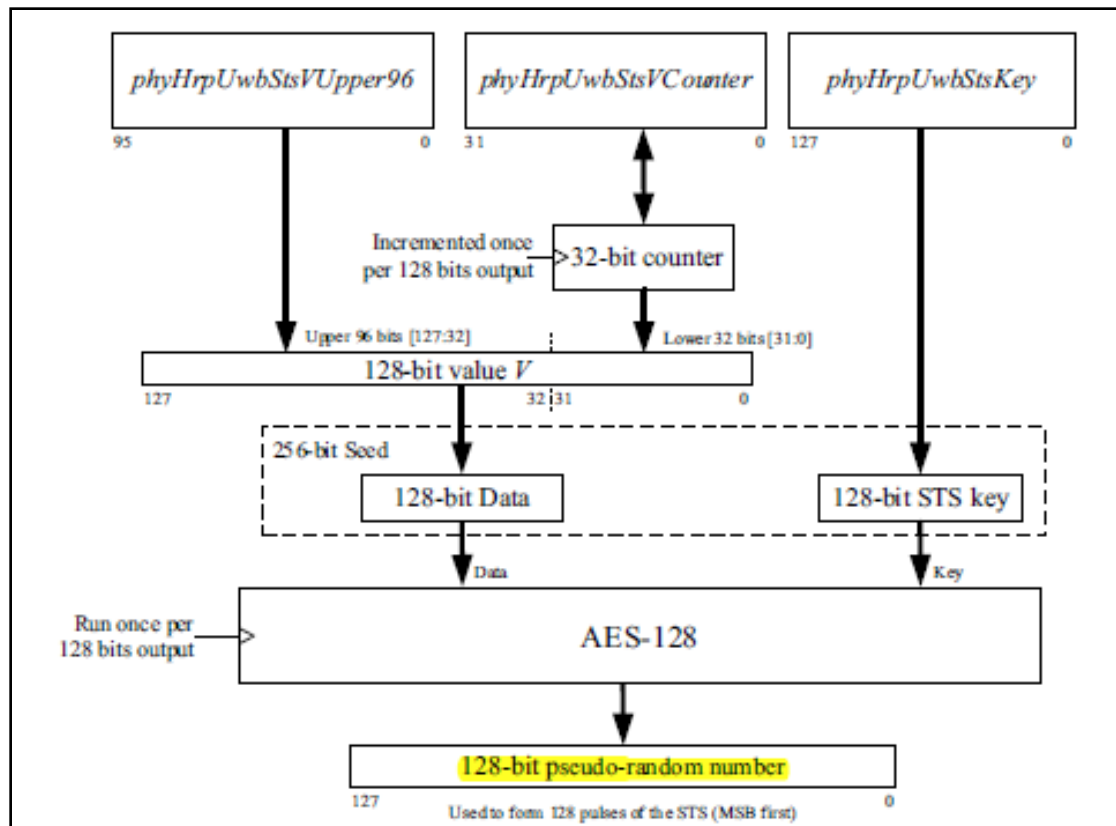 phyHrpUwbStsVUpper96 phyHrpUwbStsVCounter phyHrpUwbStsKey
95 0 31 0 127 0
Incremented once
per 128 bits output
32-bit counter
Upper 96 bits [127:32] Lower 32 bits [31:0]
128-bit value V
127 32 31 0
256-bit Seed
128-bit Data 128-bit STS key
Data Key
Run once per
128 bits output
AES-128
128-bit pseudo-random number
127 0
Used to form 128 pulses of the STS (MSB first)